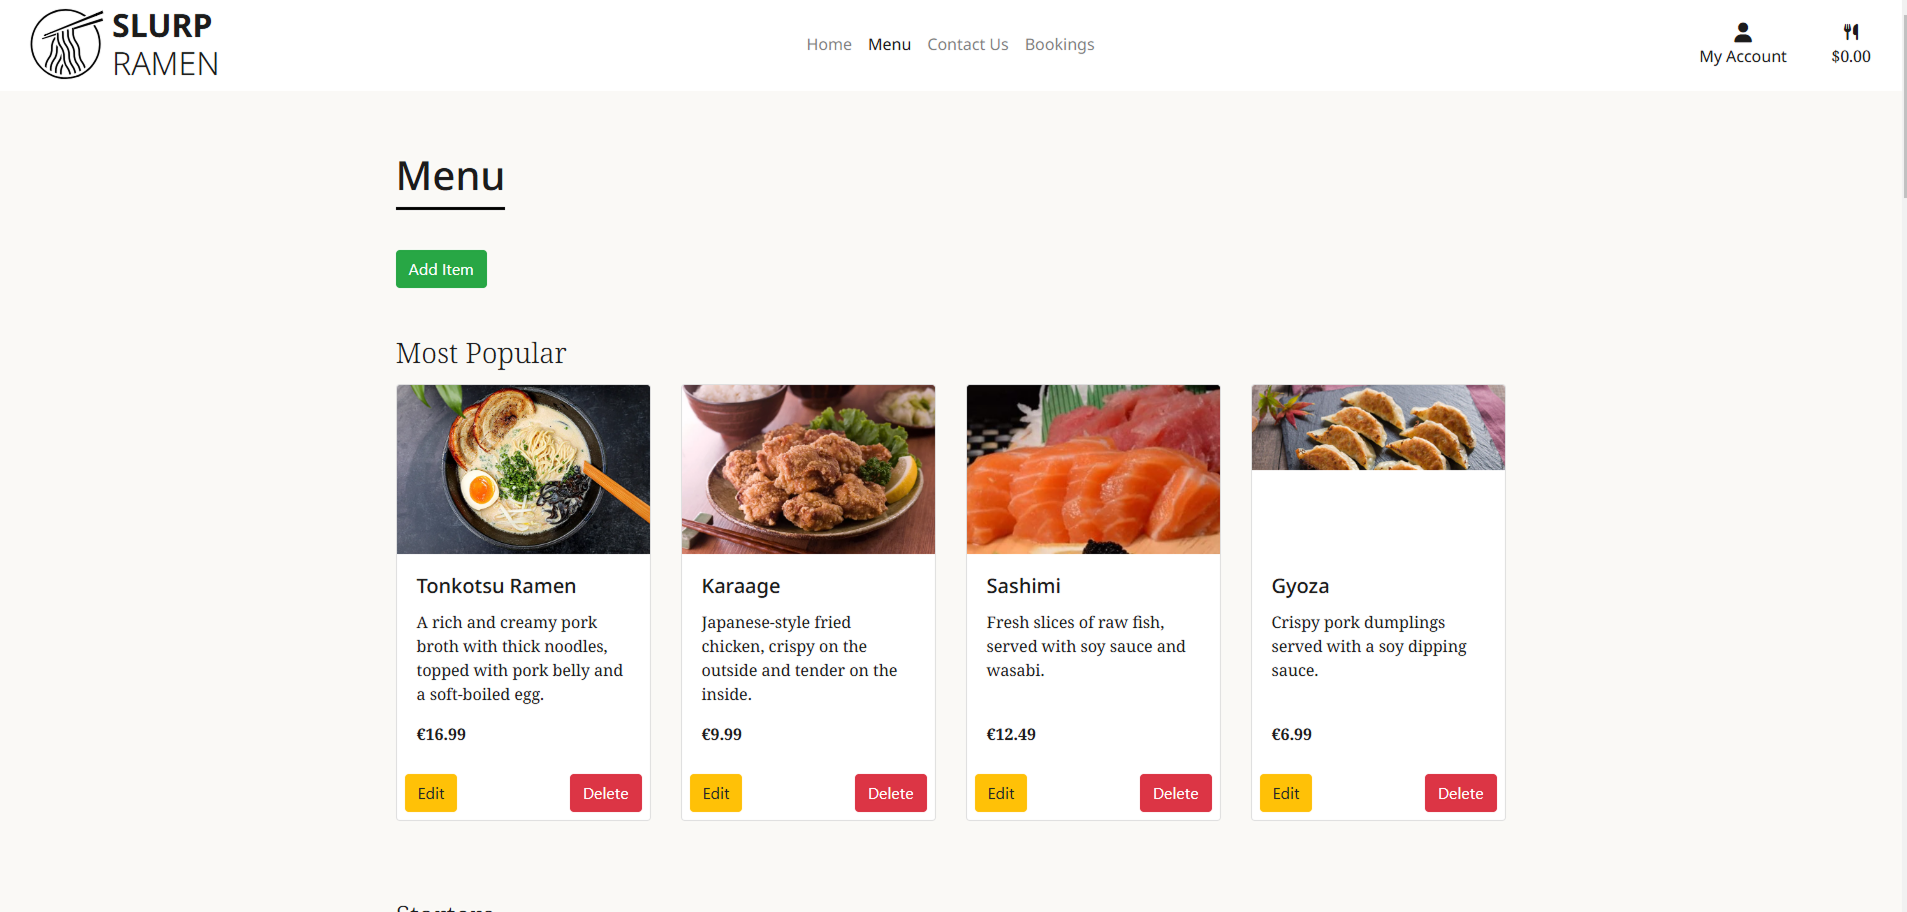 SLURP
RAMEN
Home Menu Contact Us Bookings
My Account
$0.00
Menu
Add Item
Most Popular
Tonkotsu Ramen
A rich and creamy pork
broth with thick noodles,
topped with pork belly and
a soft-boiled egg.
€16.99
Edit Delete
Karaage
Japanese-style fried
chicken, crispy on the
outside and tender on the
inside.
€9.99
Edit Delete
Sashimi
Fresh slices of raw fish,
served with soy sauce and
wasabi.
€12.49
Edit Delete
Gyoza
Crispy pork dumplings
served with a soy dipping
sauce.
€6.99
Edit Delete